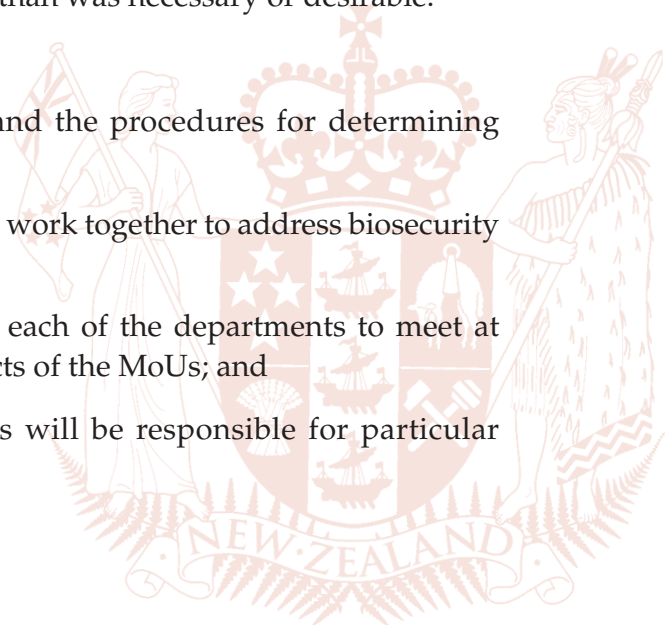 than was necessary or desirable.
and the procedures for determining
work together to address biosecurity
each of the departments to meet at
cts of the MoUs; and
s will be responsible for particular
NEW·ZEALAND